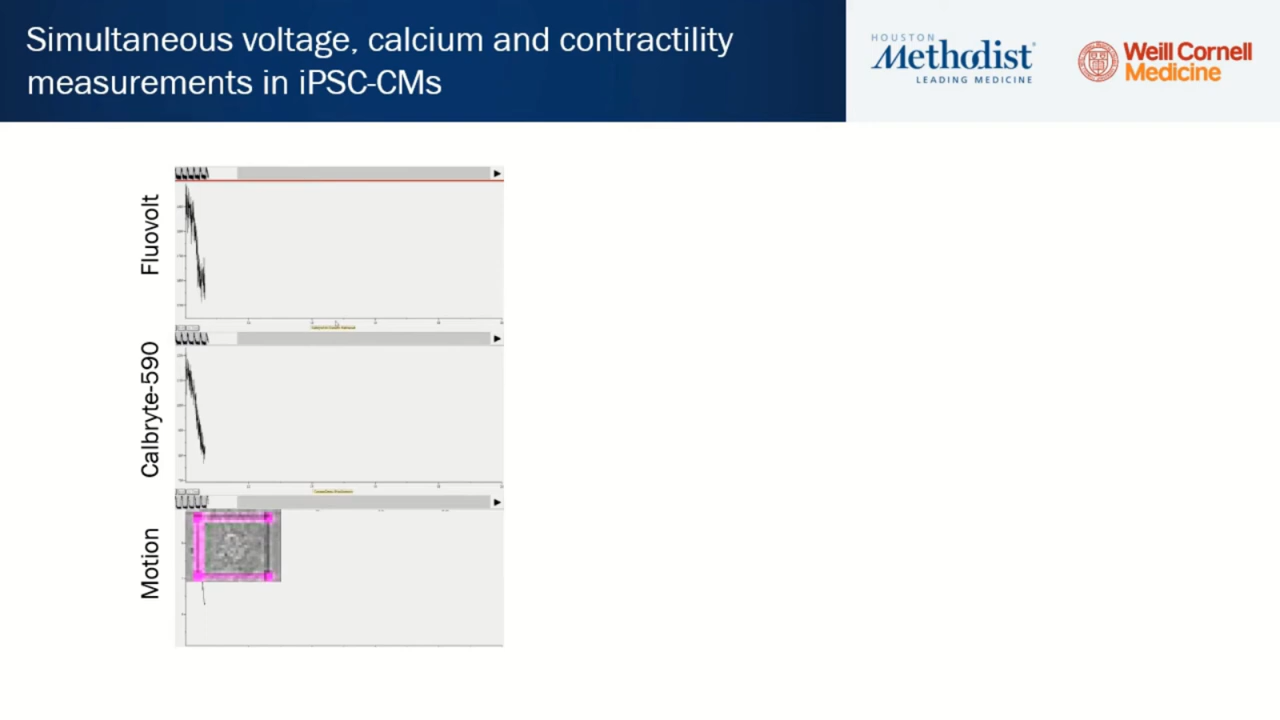 Simultaneous voltage, calcium and contractility
measurements in iPSC-CMs
HOUSTON
Methodist
LEADING MEDICINE
Weill Cornell
Medicine
Fluovolt
Calbryte-590
Motion